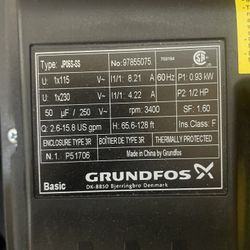 Type: JP05S-SS No:97855075 769194
U: 1x115 V~ I1/1: 8.21 A 60Hz P1: 0.93 kW
U: 1x230 V~ I1/1: 4.22 A P2: 1/2 HP
50 µF / 250 V~ rpm: 3400 SF: 1.60
Q: 2.6-15.8 US gpm H: 65.6-128 ft Ins. Class: F
ENCLOSURE TYPE 3R BOÎTIER DE TYPE 3R THERMALLY PROTECTED
N.1 P51706 Made in China by Grundfos
GRUNDFOS
Basic DK-8850 Bjerringbro Denmark